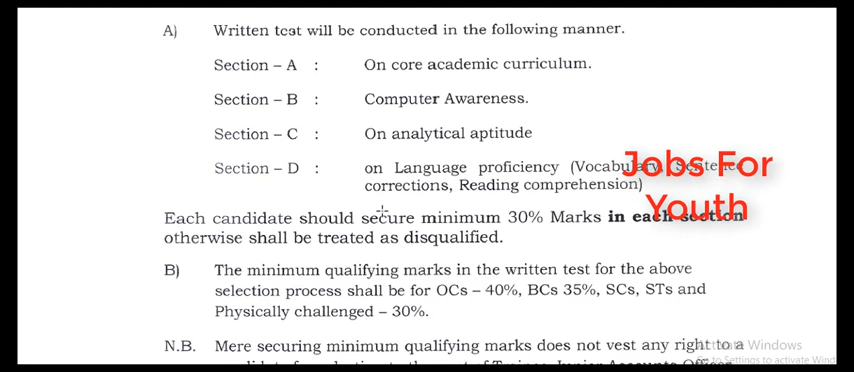 A) Written test will be conducted in the following manner.
Section – A : On core academic curriculum.
Section – B : Computer Awareness.
Section – C : On analytical aptitude
Section – D : on Language proficiency (Vocabulary, Sentence
corrections, Reading comprehension)
Jobs For
Youth
Each candidate should secure minimum 30% Marks in each section
otherwise shall be treated as disqualified.
B) The minimum qualifying marks in the written test for the above
selection process shall be for OCs – 40%, BCs 35%, SCs, STs and
Physically challenged – 30%.
N.B. Mere securing minimum qualifying marks does not vest any right to a
Activate Windows
Go to Settings to activate Wind